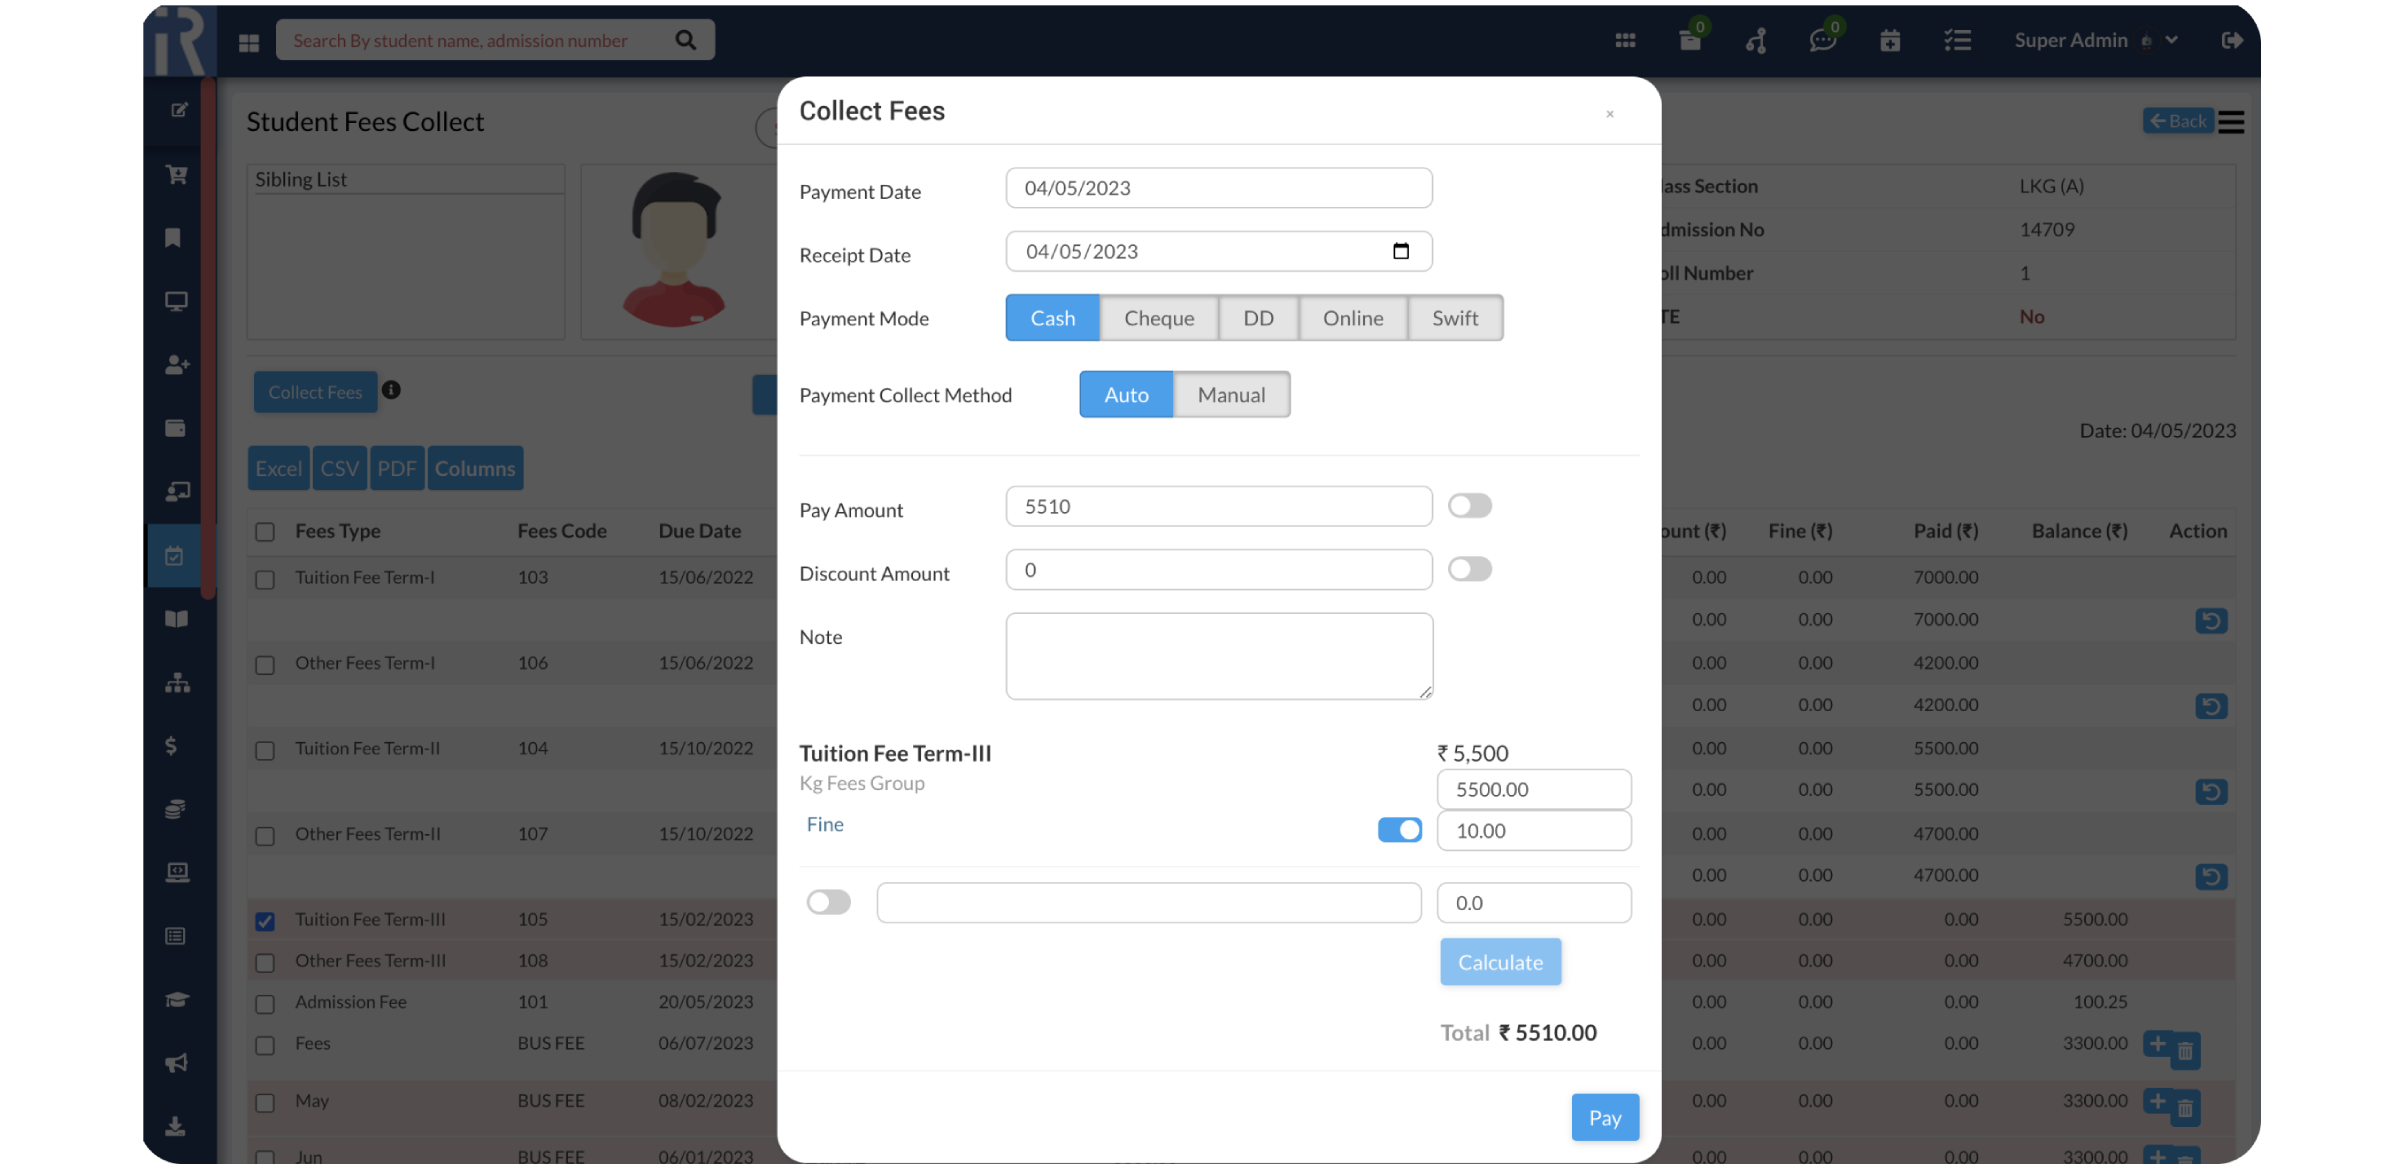 iR
Search By student name, admission number
0
0
Super Admin
Student Fees Collect
Back
Sibling List
ass Section LKG (A)
dmission No 14709
oll Number 1
TE No
Collect Fees
Date: 04/05/2023
Excel CSV PDF Columns
Fees Type Fees Code Due Date ount (₹) Fine (₹) Paid (₹) Balance (₹) Action
Tuition Fee Term-I 103 15/06/2022 0.00 0.00 7000.00
0.00 0.00 7000.00
Other Fees Term-I 106 15/06/2022 0.00 0.00 4200.00
0.00 0.00 4200.00
Tuition Fee Term-II 104 15/10/2022 0.00 0.00 5500.00
0.00 0.00 5500.00
Other Fees Term-II 107 15/10/2022 0.00 0.00 4700.00
0.00 0.00 4700.00
Tuition Fee Term-III 105 15/02/2023 0.00 0.00 0.00 5500.00
Other Fees Term-III 108 15/02/2023 0.00 0.00 0.00 4700.00
Admission Fee 101 20/05/2023 0.00 0.00 0.00 100.25
Fees BUS FEE 06/07/2023 0.00 0.00 0.00 3300.00
May BUS FEE 08/02/2023 0.00 0.00 0.00 3300.00
Jun BUS FEE 06/01/2023 0.00 0.00 0.00 3300.00
Collect Fees ×
Payment Date 04/05/2023
Receipt Date 04/05/2023
Payment Mode Cash Cheque DD Online Swift
Payment Collect Method Auto Manual
Pay Amount 5510
Discount Amount 0
Note
Tuition Fee Term-III ₹ 5,500
Kg Fees Group 5500.00
Fine 10.00
0.0
Calculate
Total ₹ 5510.00
Pay